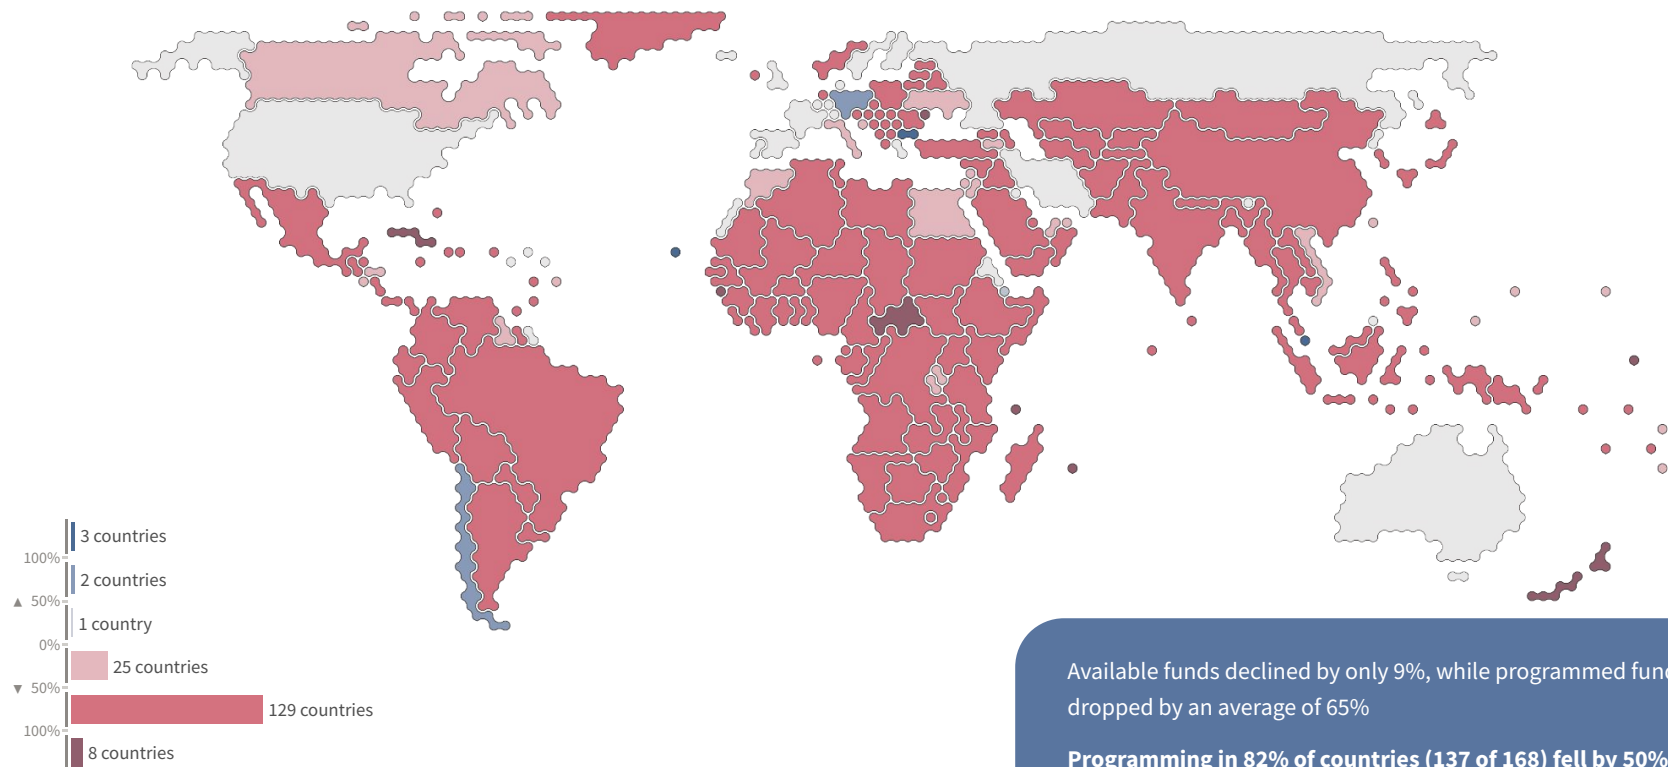 3 countries
100%
2 countries
▲ 50%
1 country
0%
25 countries
▼ 50%
129 countries
100%
8 countries
Available funds declined by only 9%, while programmed
dropped by an average of 65%
Programming in 82% of countries (137 of 168) fell by 50%